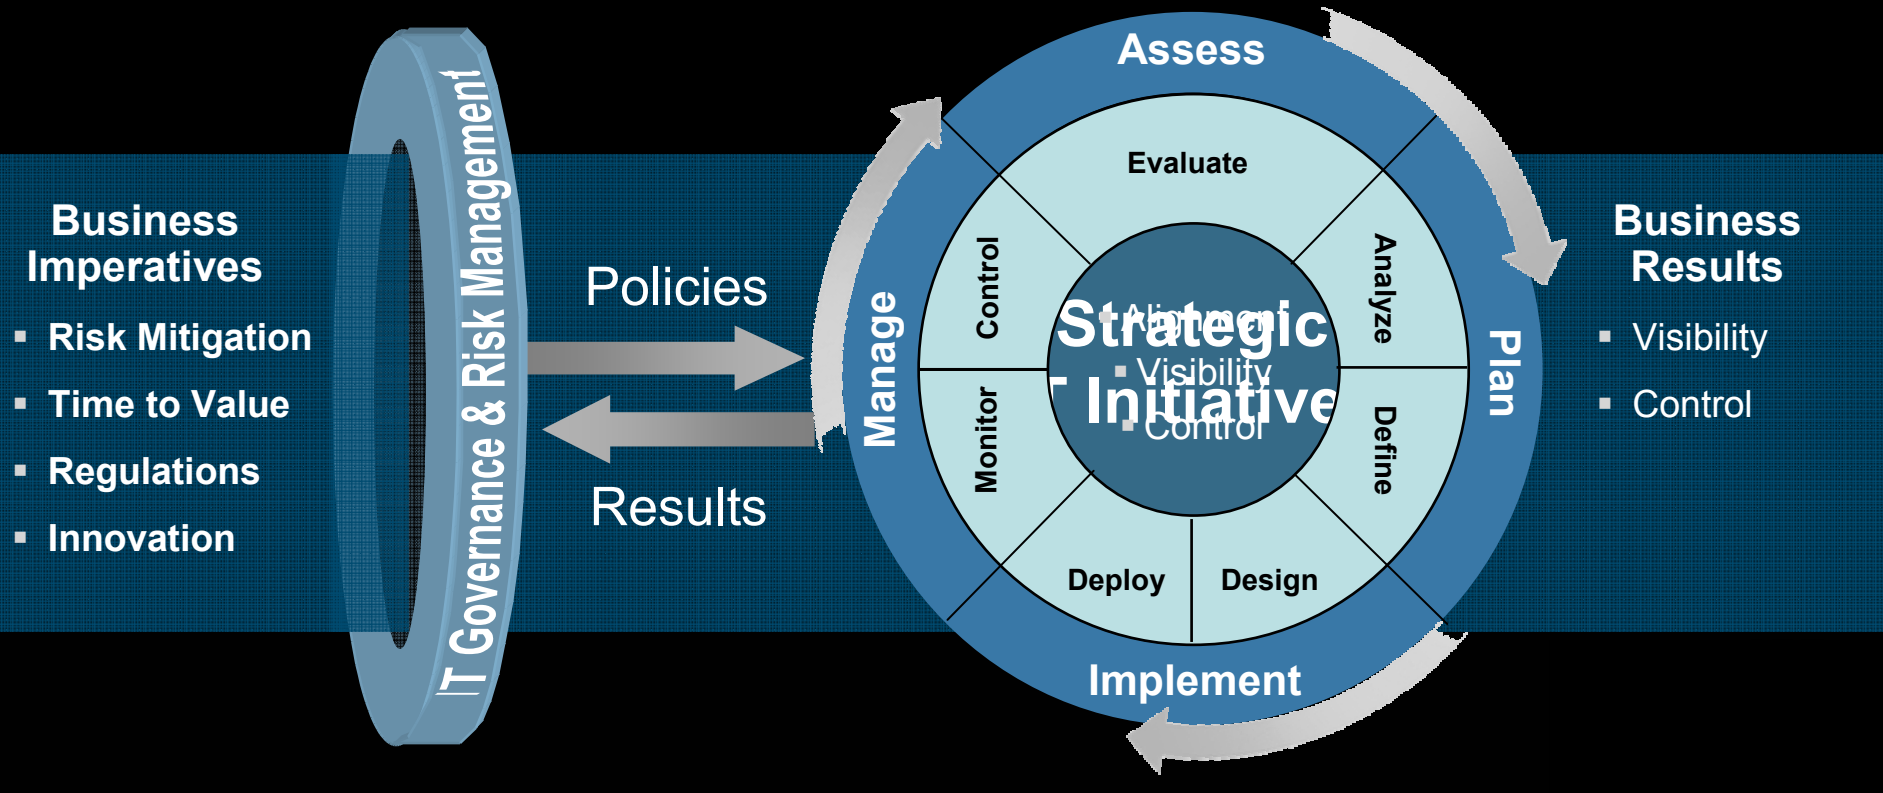 Business
Imperatives
▪ Risk Mitigation
▪ Time to Value
▪ Regulations
▪ Innovation
IT Governance & Risk Management
Policies
Results
Assess
Plan
Implement
Manage
Evaluate
Analyze
Define
Design
Deploy
Monitor
Control
Strategic
Initiative
▪ Alignment
▪ Visibility
▪ Control
Business
Results
▪ Visibility
▪ Control